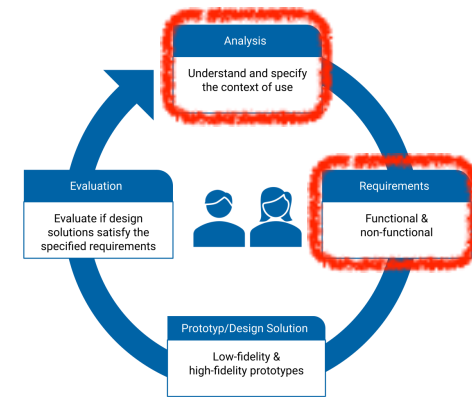 Analysis
Understand and specify
the context of use
Evaluation
Evaluate if design
solutions satisfy the
specified requirements
Requirements
Functional &
non-functional
Prototyp/Design Solution
Low-fidelity &
high-fidelity prototypes